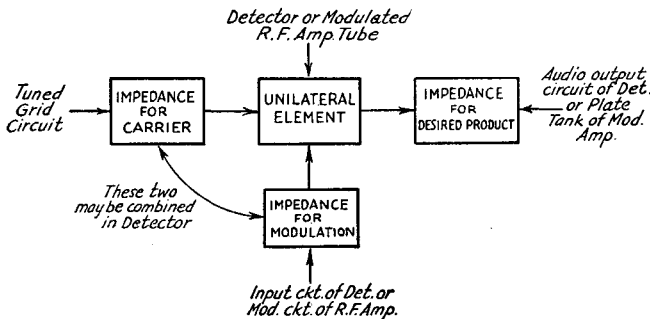 Detector or Modulated
R.F. Amp. Tube
Tuned
Grid
Circuit
IMPEDANCE
FOR
CARRIER
UNILATERAL
ELEMENT
IMPEDANCE
FOR
DESIRED PRODUCT
Audio output
circuit of Det.
or Plate
Tank of Mod.
Amp.
These two
may be combined
in Detector
IMPEDANCE
FOR
MODULATION
Input ckt. of Det. or
Mod. ckt. of R.F. Amp.